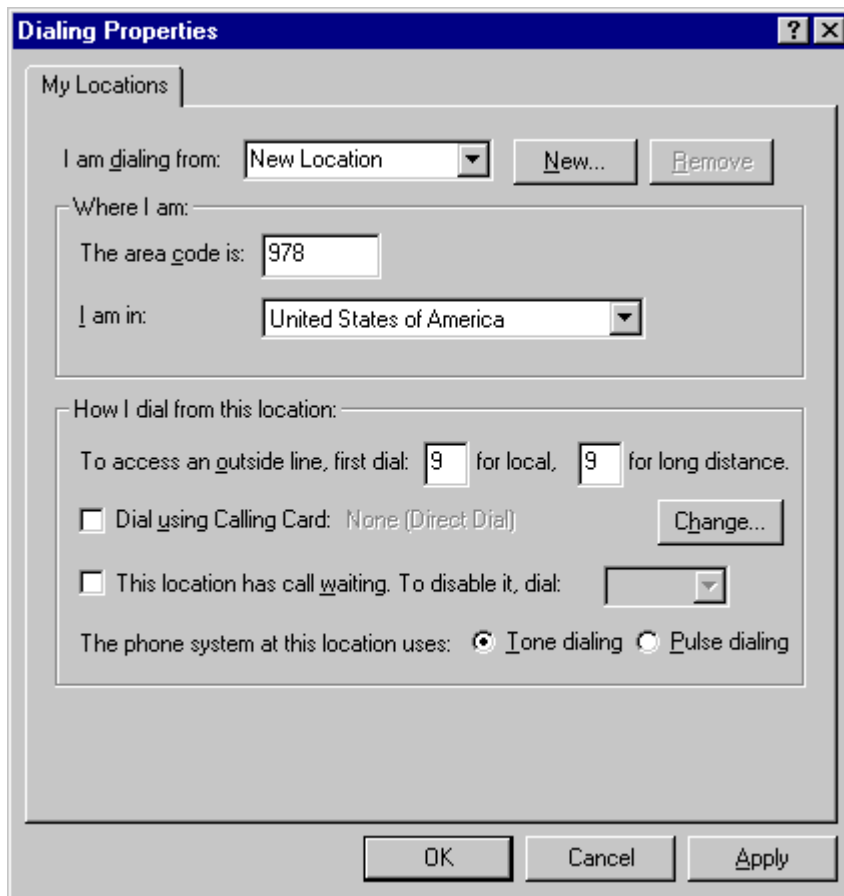 Dialing Properties
My Locations
I am dialing from: New Location New... Remove
Where I am:
The area code is: 978
I am in: United States of America
How I dial from this location:
To access an outside line, first dial: 9 for local, 9 for long distance.
Dial using Calling Card: None (Direct Dial) Change...
This location has call waiting. To disable it, dial:
The phone system at this location uses: Tone dialing Pulse dialing
OK Cancel Apply